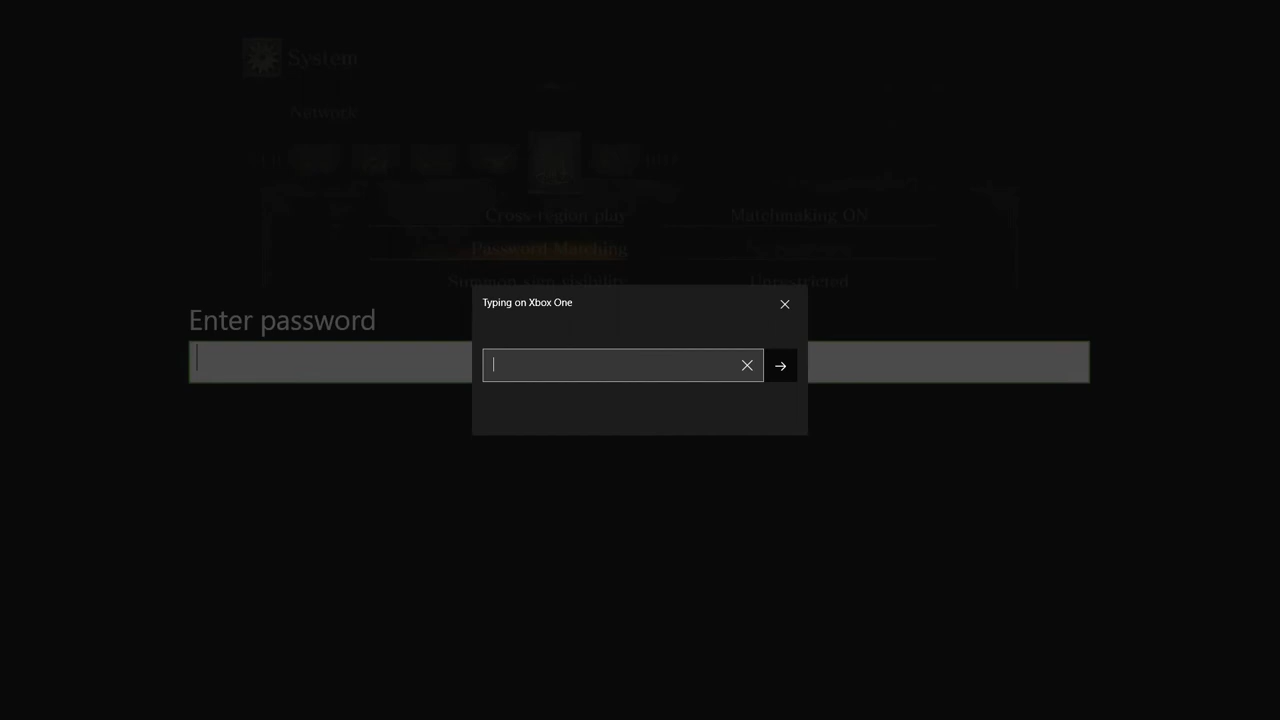 System
Network
Cross-region play
Matchmaking ON
Password Matching
Summon sign visibility
Unrestricted
Typing on Xbox One
Enter password